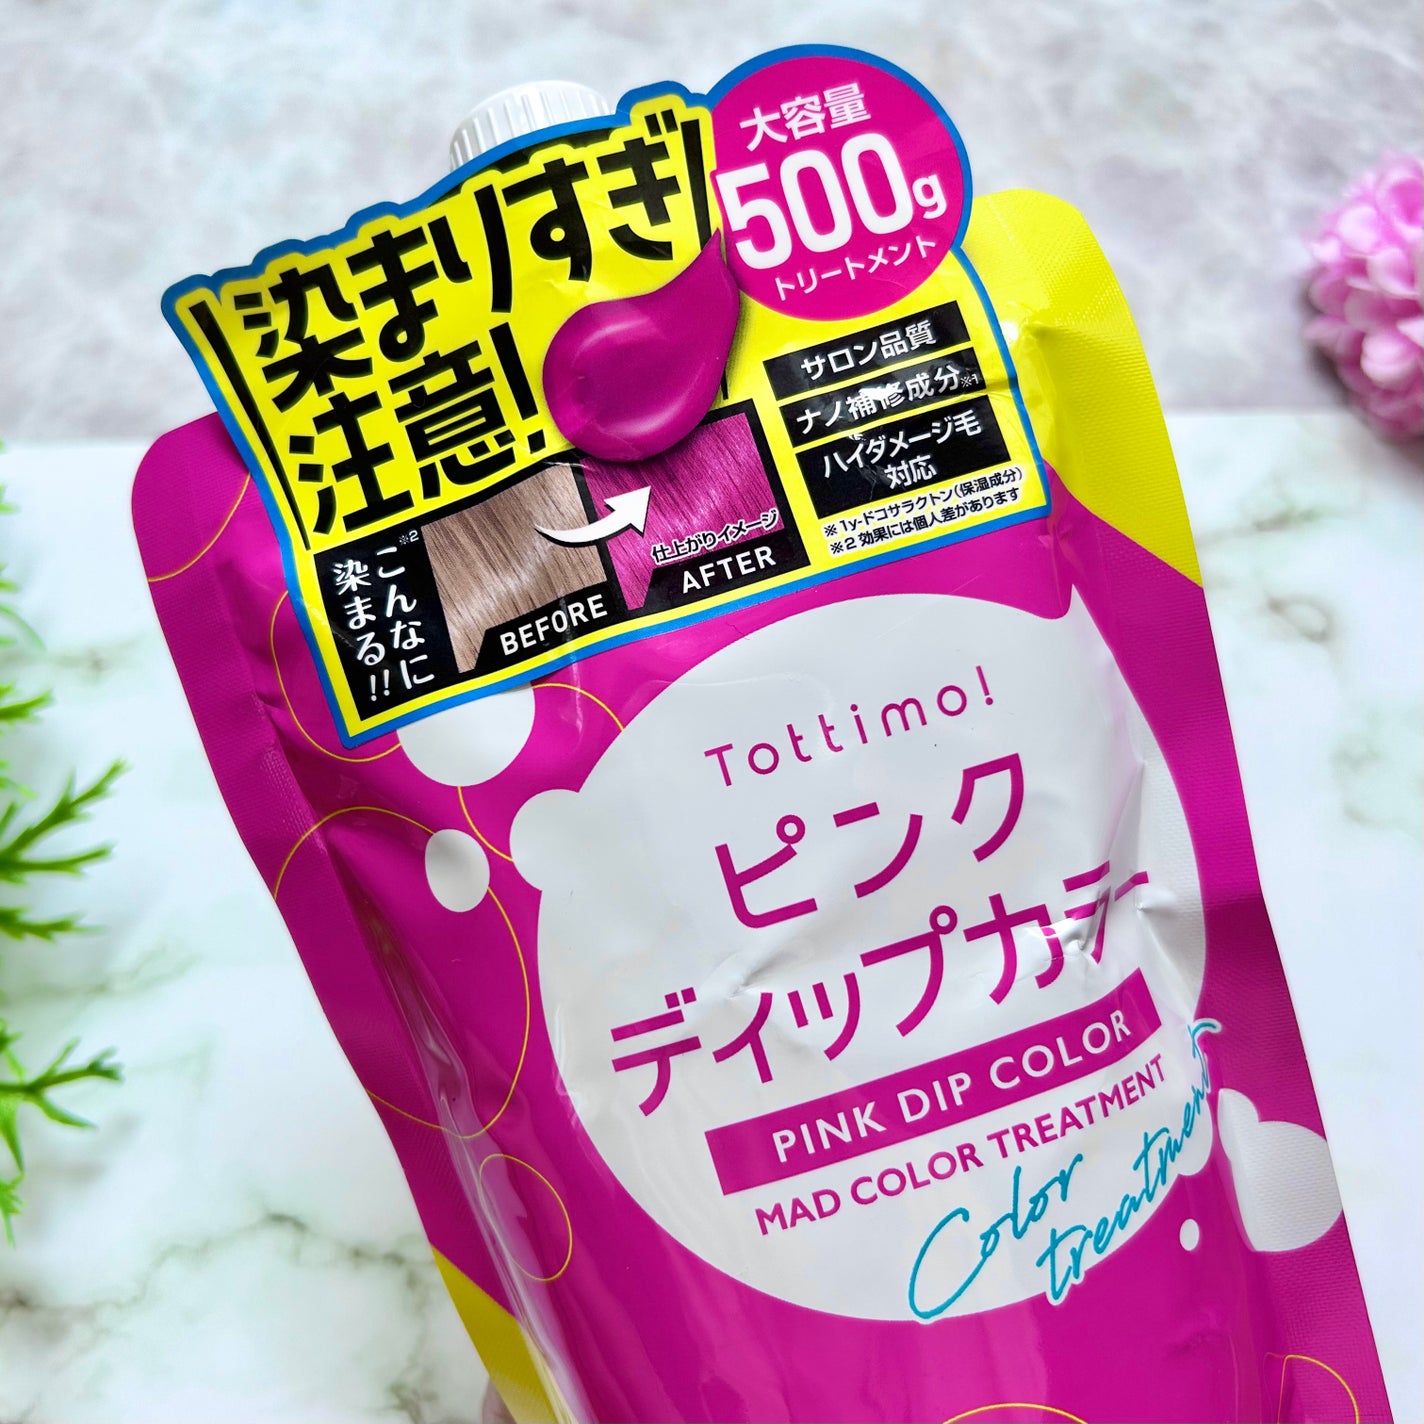 染まりすぎ
注意!
大容量
500g
トリートメント
サロン品質
ナノ補修成分※1
ハイダメージ毛
対応
※1γ-ドコサラクトン(保湿成分)
※2 効果には個人差があります
※2
こんなに
染まる!!
BEFORE
仕上がりイメージ
AFTER
Tottimo!
ピンク
ディップカラー
PINK DIP COLOR
MAD COLOR TREATMENT
Color
treatment